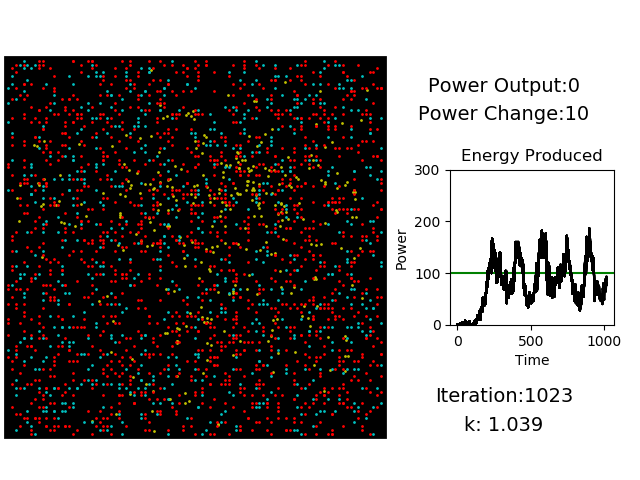 Power Output:0
Power Change:10
Energy Produced
300
200
100
0
Power
0 500 1000
Time
Iteration:1023
k: 1.039